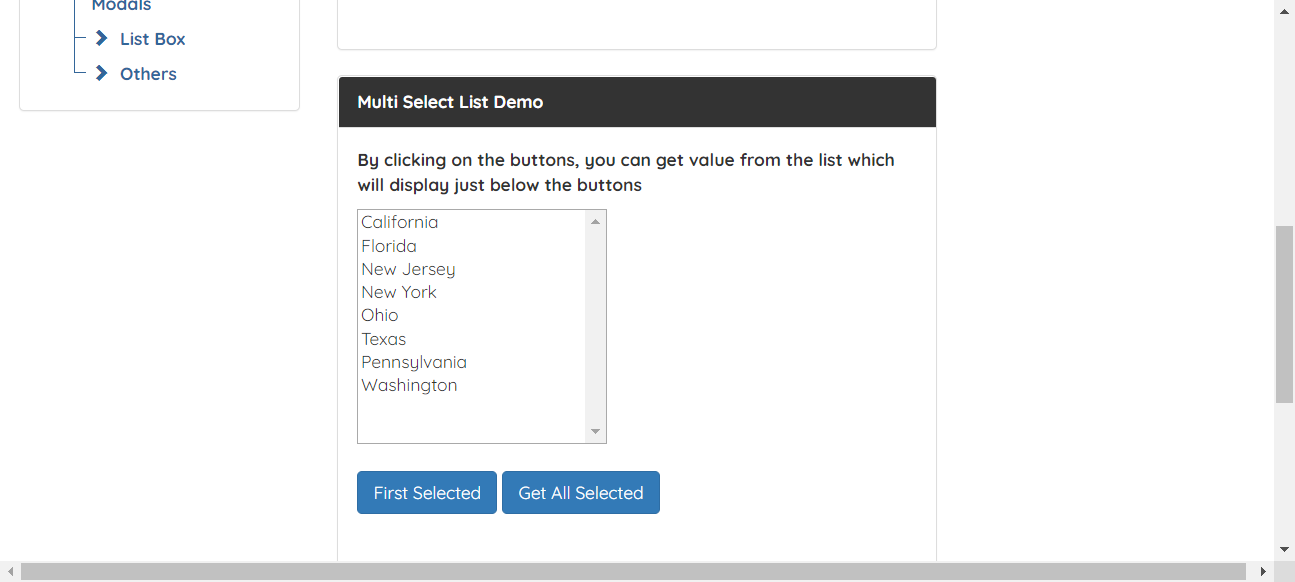 Modals
List Box
Others
Multi Select List Demo
By clicking on the buttons, you can get value from the list which
will display just below the buttons
California
Florida
New Jersey
New York
Ohio
Texas
Pennsylvania
Washington
First Selected
Get All Selected